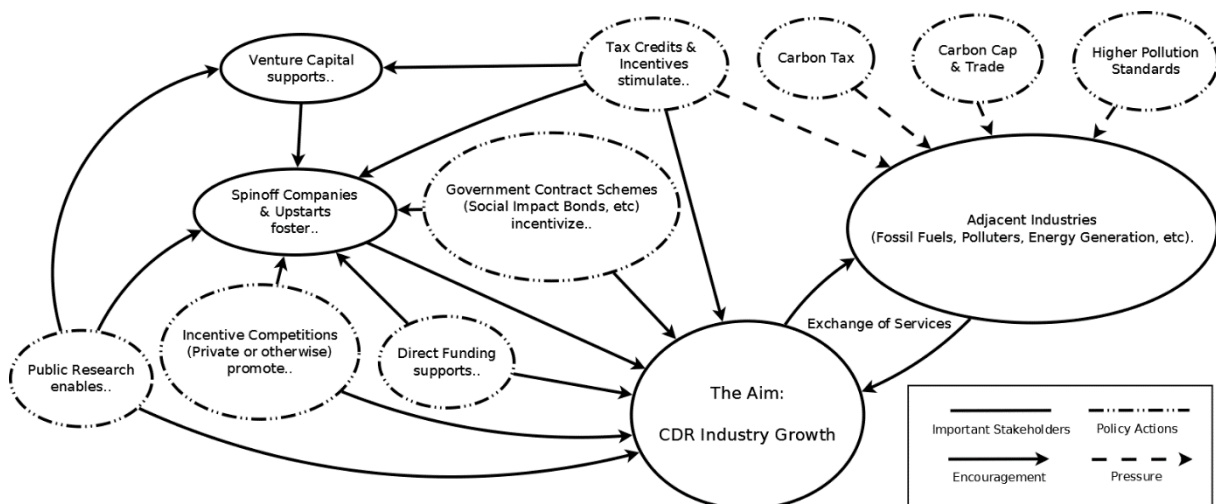 Venture Capital
supports..
Tax Credits &
Incentives
stimulate..
Carbon Tax
Carbon Cap
& Trade
Higher Pollution
Standards
Spinoff Companies
& Upstarts
foster..
Government Contract Schemes
(Social Impact Bonds, etc)
incentivize..
Adjacent Industries
(Fossil Fuels, Polluters, Energy Generation, etc).
Public Research
enables..
Incentive Competitions
(Private or otherwise)
promote..
Direct Funding
supports..
Exchange of Services
The Aim:
CDR Industry Growth
Important Stakeholders
Policy Actions
Encouragement
Pressure